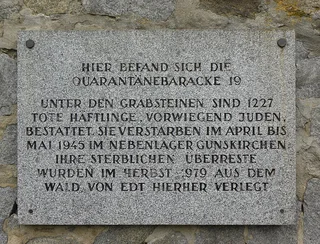 HIER BEFAND SICH DIE
QUARANTÄNEBARACKE 19
UNTER DEN GRABSTEINEN SIND 1227
TOTE HÄFTLINGE, VORWIEGEND JUDEN,
BESTATTET. SIE VERSTARBEN IM APRIL BIS
MAI 1945 IM NEBENLAGER GUNSKIRCHEN
IHRE STERBLICHEN ÜBERRESTE
WURDEN IM HERBST 1979 AUS DEM
WALD, VON EDT HIERHER VERLEGT